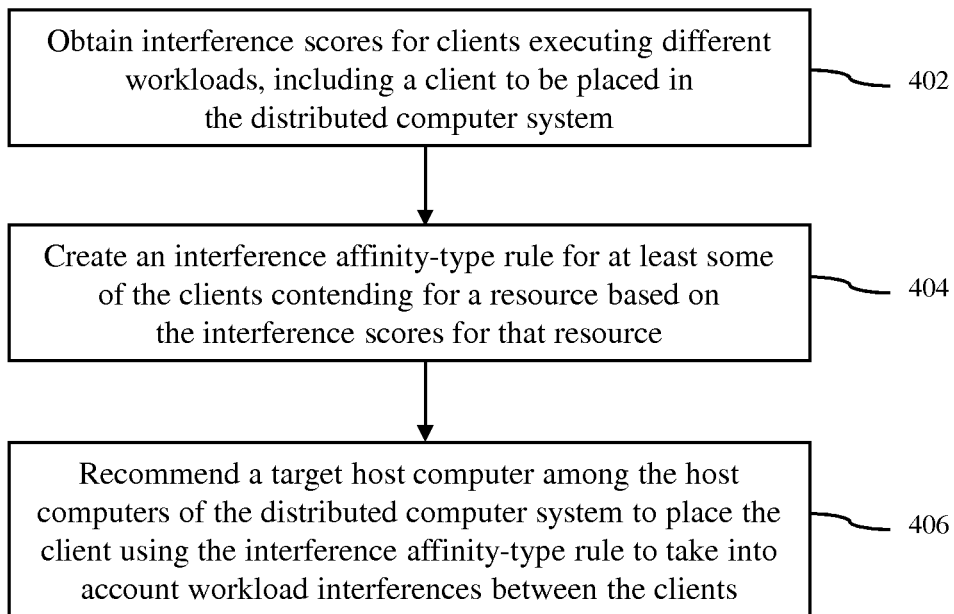 Obtain interference scores for clients executing different
workloads, including a client to be placed in
the distributed computer system
402
Create an interference affinity-type rule for at least some
of the clients contending for a resource based on
the interference scores for that resource
404
Recommend a target host computer among the host
computers of the distributed computer system to place the
client using the interference affinity-type rule to take into
account workload interferences between the clients
406